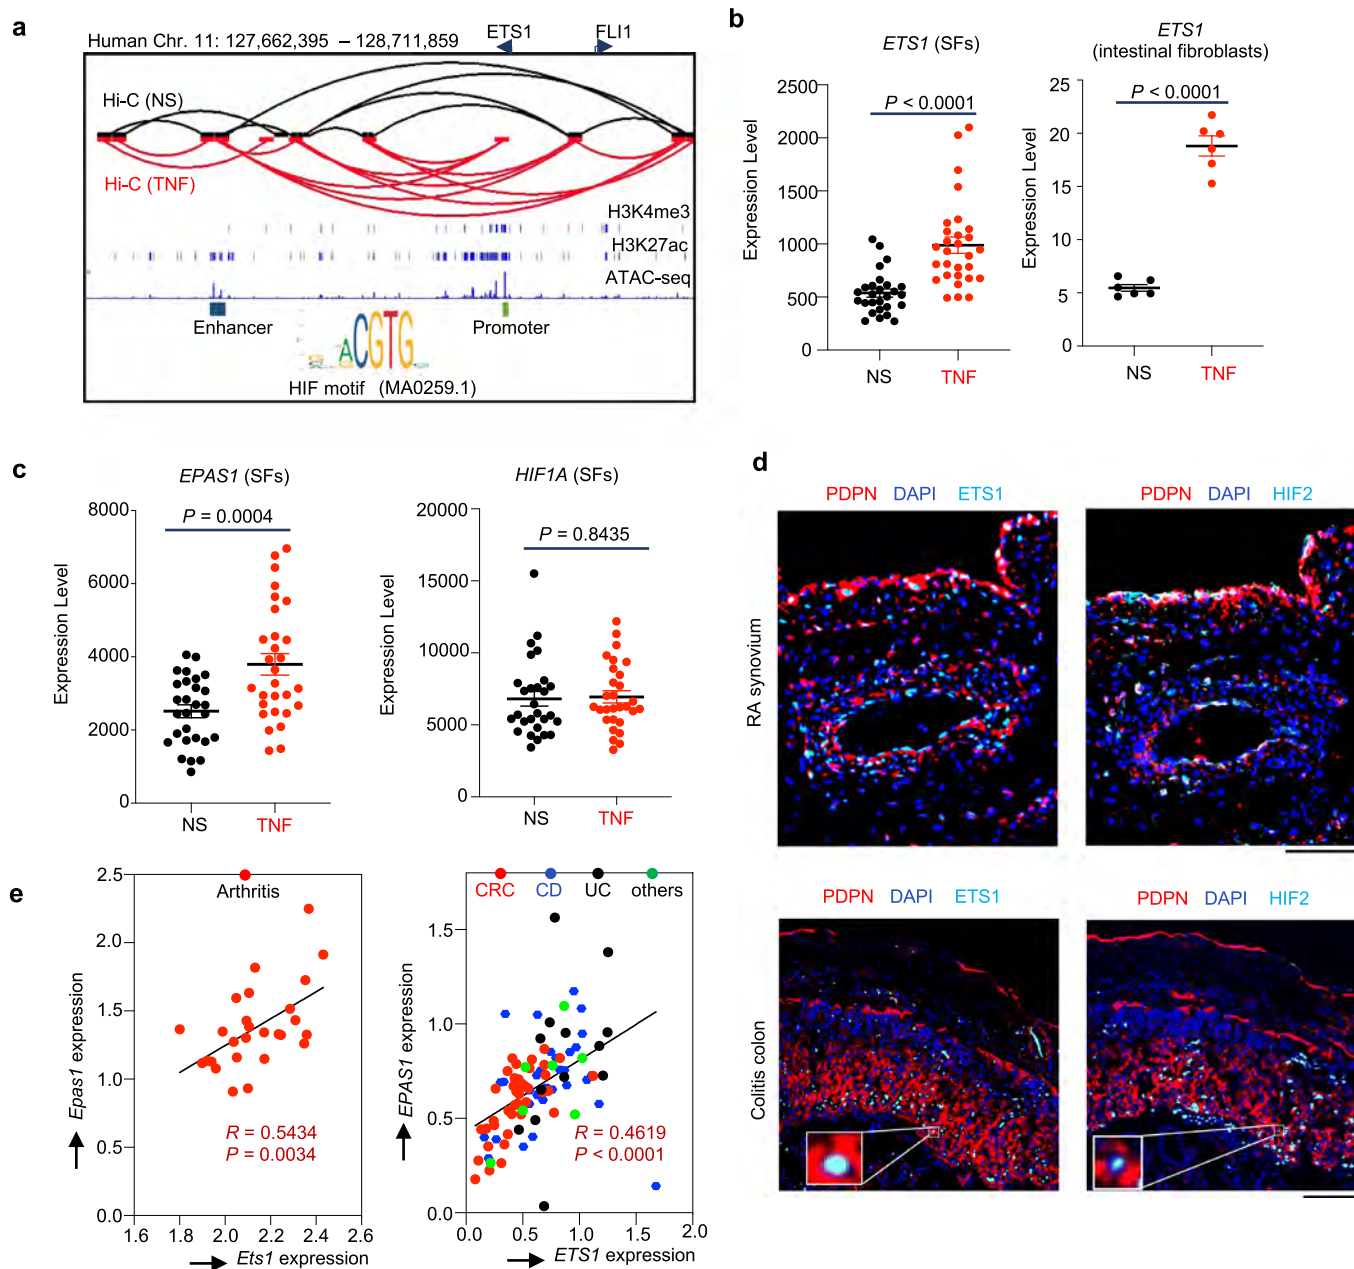 a
Human Chr. 11: 127,662,395 – 128,711,859
ETS1
FLI1
Hi-C (NS)
Hi-C (TNF)
H3K4me3
H3K27ac
ATAC-seq
Enhancer
Promoter
ACGTG
HIF motif (MA0259.1)
b
ETS1 (SFs)
P < 0.0001
Expression Level
2500
2000
1500
1000
500
0
NS
TNF
ETS1
(intestinal fibroblasts)
P < 0.0001
Expression Level
25
20
15
10
5
0
NS
TNF
c
EPAS1 (SFs)
P = 0.0004
Expression Level
8000
6000
4000
2000
0
NS
TNF
HIF1A (SFs)
P = 0.8435
Expression Level
20000
15000
10000
5000
0
NS
TNF
d
PDPN DAPI ETS1
PDPN DAPI HIF2
RA synovium
PDPN DAPI ETS1
PDPN DAPI HIF2
Colitis colon
e
Arthritis
Epas1 expression
2.5
2.0
1.5
1.0
0.5
0.0
R = 0.5434
P = 0.0034
1.6 1.8 2.0 2.2 2.4 2.6
Ets1 expression
CRC CD UC others
EPAS1 expression
1.5
1.0
0.5
0.0
R = 0.4619
P < 0.0001
0.0 0.5 1.0 1.5 2.0
ETS1 expression